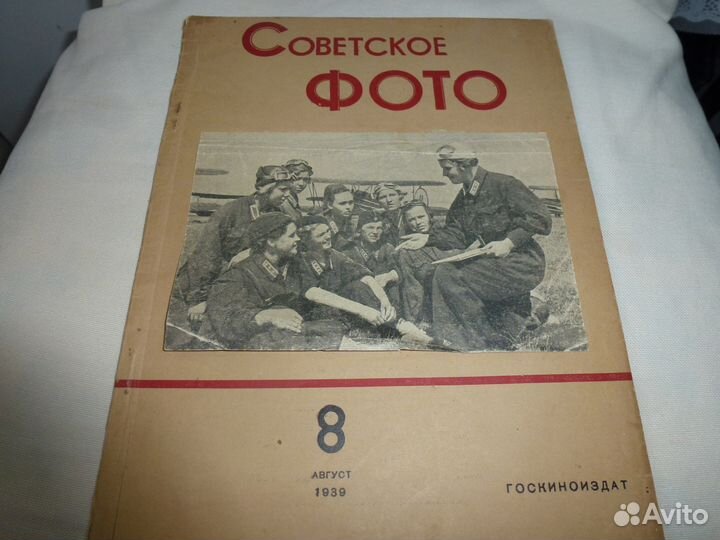 Советское
ФОТО
8
АВГУСТ
1939
ГОСКИНОИЗДАТ
Avito